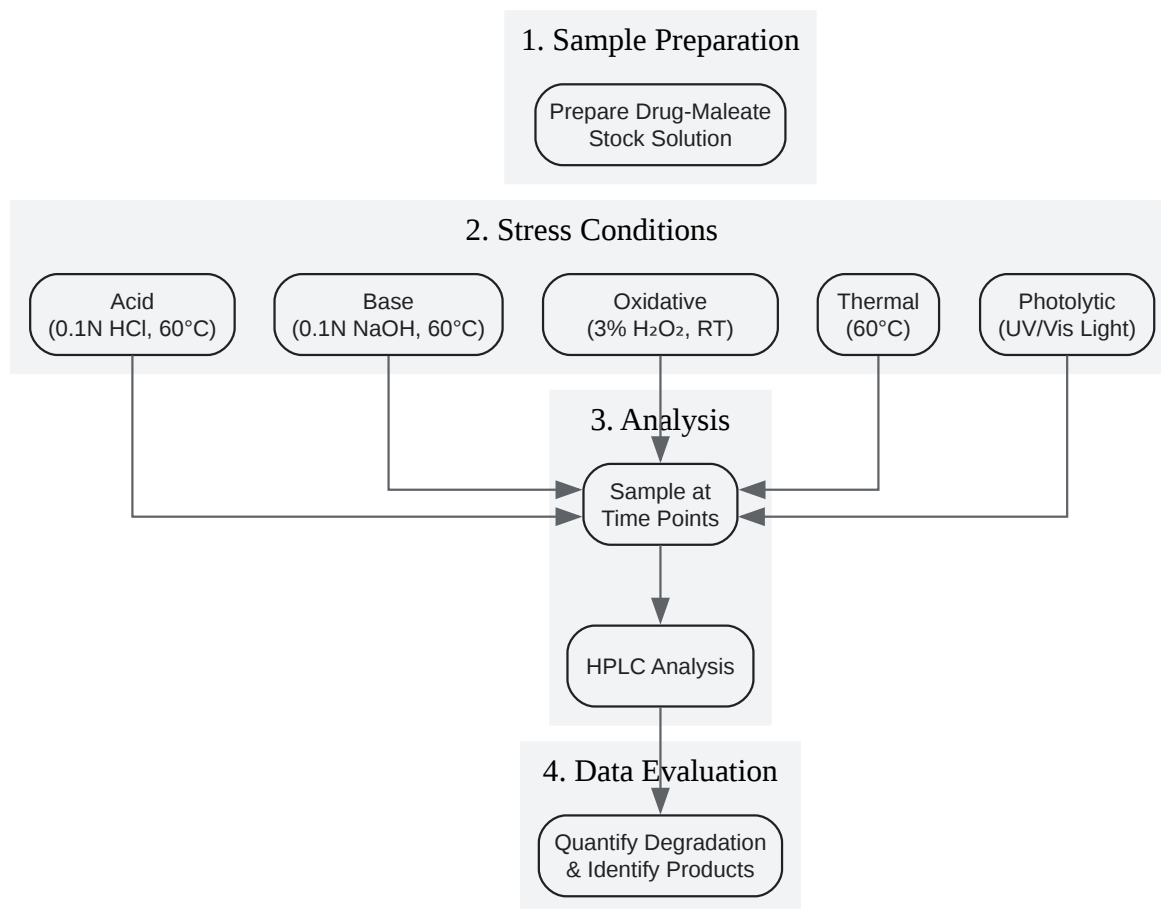 1. Sample Preparation
Prepare Drug-Maleate
Stock Solution
2. Stress Conditions
Acid
(0.1N HCl, 60°C)
Base
(0.1N NaOH, 60°C)
Oxidative
(3% H₂O₂, RT)
Thermal
(60°C)
Photolytic
(UV/Vis Light)
3. Analysis
Sample at
Time Points
HPLC Analysis
4. Data Evaluation
Quantify Degradation
& Identify Products